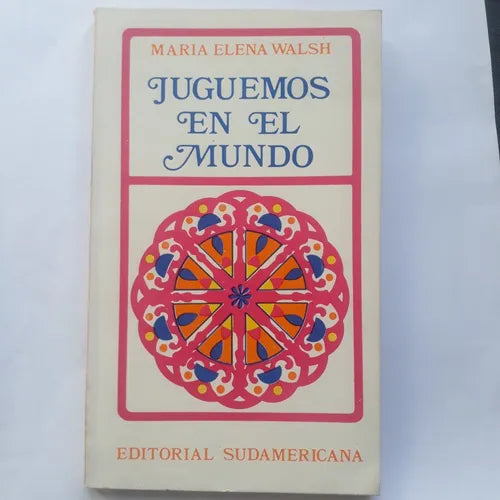 MARIA ELENA WALSH
JUGUEMOS
EN EL
MUNDO
EDITORIAL SUDAMERICANA